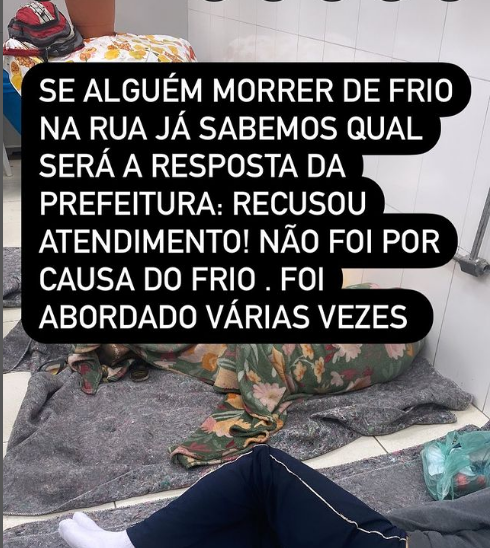 SE ALGUÉM MORRER DE FRIO
NA RUA JÁ SABEMOS QUAL
SERÁ A RESPOSTA DA
PREFEITURA: RECUSOU
ATENDIMENTO! NÃO FOI POR
CAUSA DO FRIO . FOI
ABORDADO VÁRIAS VEZES